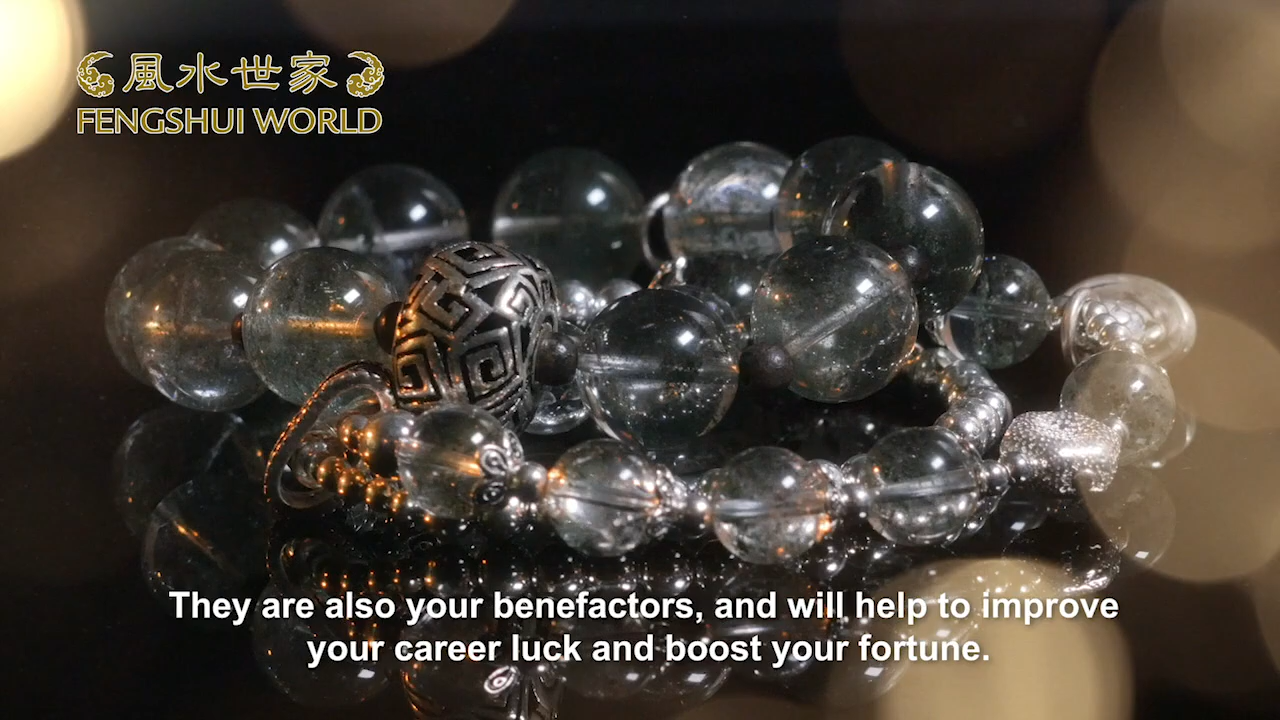 風水世家
FENGSHUI WORLD
They are also your benefactors, and will help to improve
your career luck and boost your fortune.